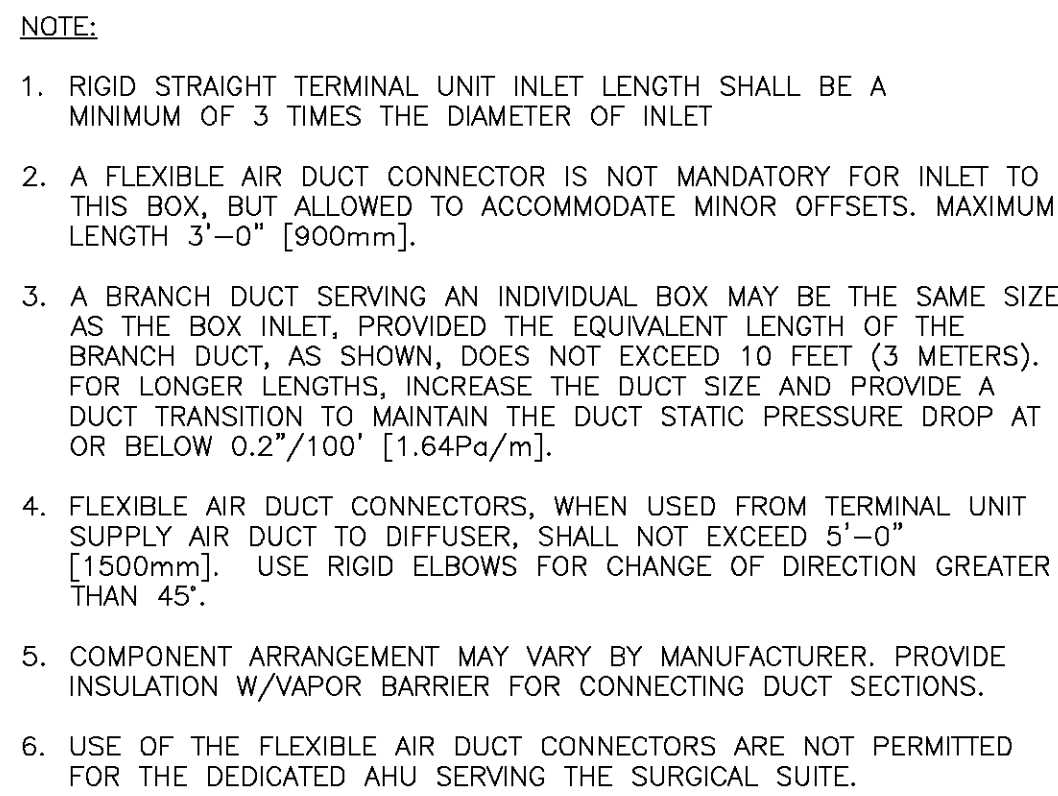 NOTE:
1. RIGID STRAIGHT TERMINAL UNIT INLET LENGTH SHALL BE A
MINIMUM OF 3 TIMES THE DIAMETER OF INLET
2. A FLEXIBLE AIR DUCT CONNECTOR IS NOT MANDATORY FOR INLET TO
THIS BOX, BUT ALLOWED TO ACCOMMODATE MINOR OFFSETS. MAXIMUM
LENGTH 3'-0" [900mm].
3. A BRANCH DUCT SERVING AN INDIVIDUAL BOX MAY BE THE SAME SIZE
AS THE BOX INLET, PROVIDED THE EQUIVALENT LENGTH OF THE
BRANCH DUCT, AS SHOWN, DOES NOT EXCEED 10 FEET (3 METERS).
FOR LONGER LENGTHS, INCREASE THE DUCT SIZE AND PROVIDE A
DUCT TRANSITION TO MAINTAIN THE DUCT STATIC PRESSURE DROP AT
OR BELOW 0.2"/100' [1.64Pa/m].
4. FLEXIBLE AIR DUCT CONNECTORS, WHEN USED FROM TERMINAL UNIT
SUPPLY AIR DUCT TO DIFFUSER, SHALL NOT EXCEED 5'-0"
[1500mm]. USE RIGID ELBOWS FOR CHANGE OF DIRECTION GREATER
THAN 45°.
5. COMPONENT ARRANGEMENT MAY VARY BY MANUFACTURER. PROVIDE
INSULATION W/VAPOR BARRIER FOR CONNECTING DUCT SECTIONS.
6. USE OF THE FLEXIBLE AIR DUCT CONNECTORS ARE NOT PERMITTED
FOR THE DEDICATED AHU SERVING THE SURGICAL SUITE.